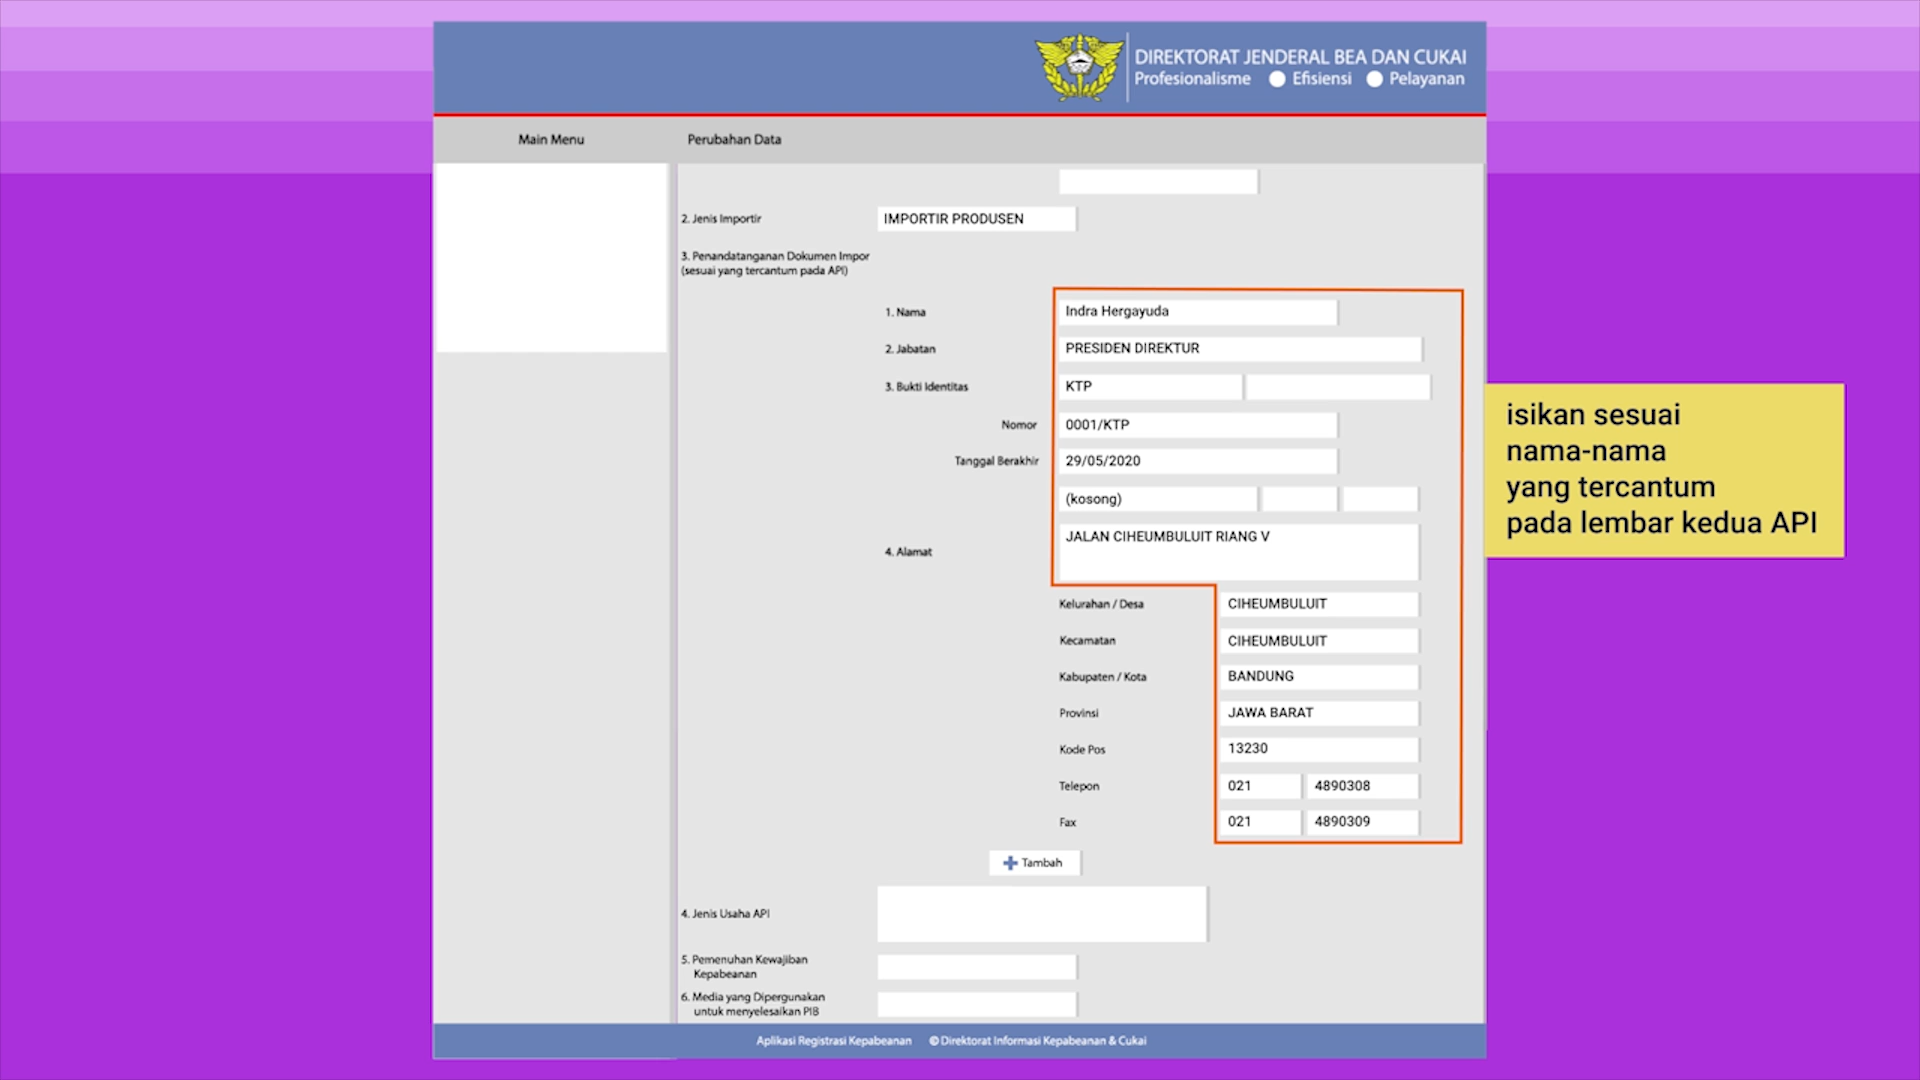 DIREKTORAT JENDERAL BEA DAN CUKAI
Profesionalisme Efisiensi Pelayanan
Main Menu
Perubahan Data
2. Jenis Importir
IMPORTIR PRODUSEN
3. Penandatanganan Dokumen Impor
(sesuai yang tercantum pada API)
1. Nama
Indra Hergayuda
2. Jabatan
PRESIDEN DIREKTUR
3. Bukti Identitas
KTP
Nomor
0001/KTP
Tanggal Berakhir
29/05/2020
(kosong)
4. Alamat
JALAN CIHEUMBULUIT RIANG V
Kelurahan / Desa
CIHEUMBULUIT
Kecamatan
CIHEUMBULUIT
Kabupaten / Kota
BANDUNG
Provinsi
JAWA BARAT
Kode Pos
13230
Telepon
021 4890308
Fax
021 4890309
Tambah
4. Jenis Usaha API
5. Pemenuhan Kewajiban
Kepabeanan
6. Media yang Dipergunakan
untuk menyelesaikan PIB
Aplikasi Registrasi Kepabeanan © Direktorat Informasi Kepabeanan & Cukai
isikan sesuai
nama-nama
yang tercantum
pada lembar kedua API